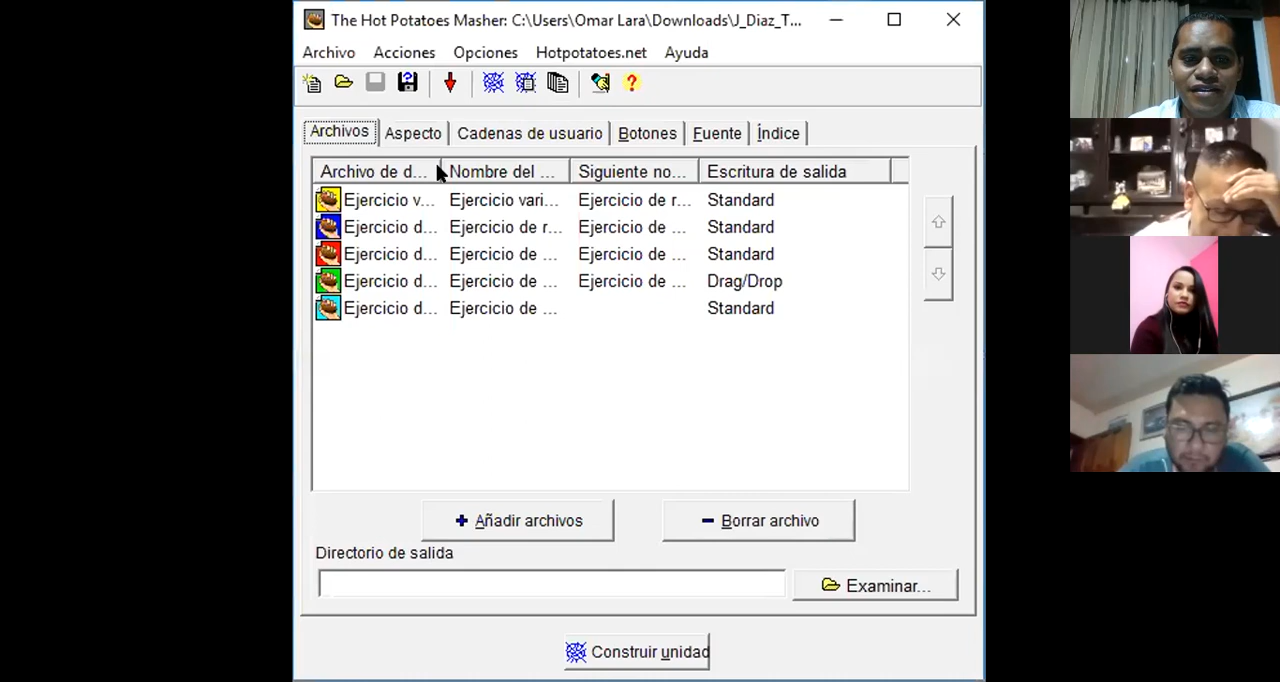 The Hot Potatoes Masher: C:\Users\Omar Lara\Downloads\J_Diaz_T...
Archivo Acciones Opciones Hotpotatoes.net Ayuda
Archivos Aspecto Cadenas de usuario Botones Fuente Índice
Archivo de d... Nombre del ... Siguiente no... Escritura de salida
Ejercicio v... Ejercicio vari... Ejercicio de r... Standard
Ejercicio d... Ejercicio de r... Ejercicio de ... Standard
Ejercicio d... Ejercicio de ... Ejercicio de ... Standard
Ejercicio d... Ejercicio de ... Ejercicio de ... Drag/Drop
Ejercicio d... Ejercicio de ... Standard
+ Añadir archivos - Borrar archivo
Directorio de salida
Examinar...
Construir unidad